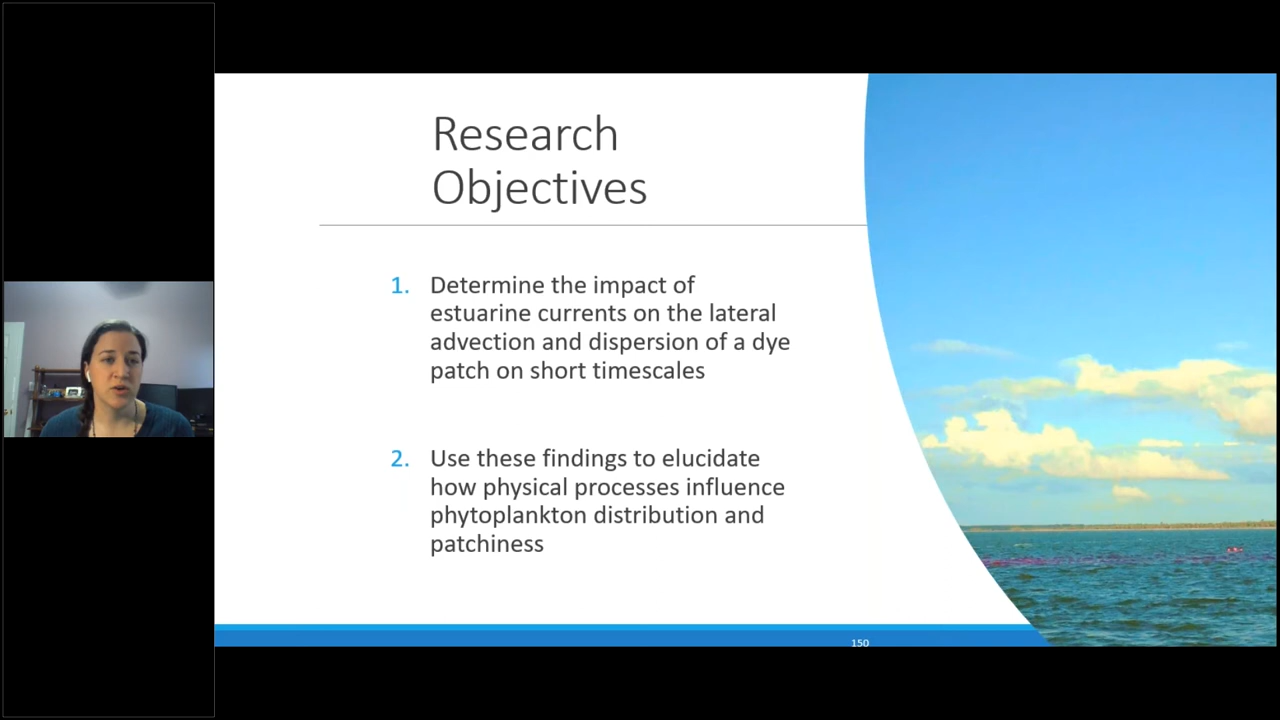 Research
Objectives
1. Determine the impact of
estuarine currents on the lateral
advection and dispersion of a dye
patch on short timescales
2. Use these findings to elucidate
how physical processes influence
phytoplankton distribution and
patchiness
150